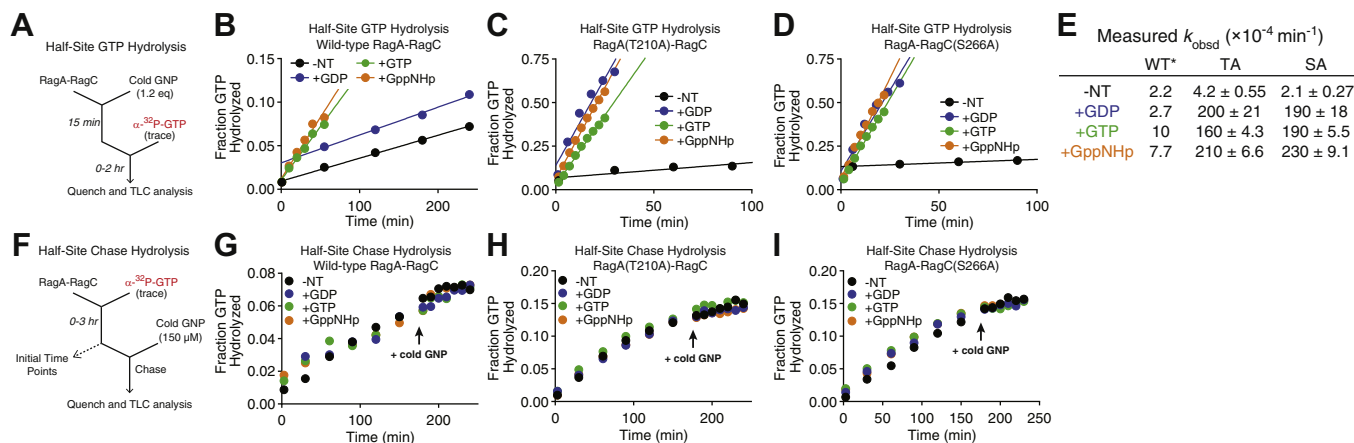 A
Half-Site GTP Hydrolysis
RagA-RagC
Cold GNP
(1.2 eq)
15 min
α-³²P-GTP
(trace)
0-2 hr
Quench and TLC analysis
B
Half-Site GTP Hydrolysis
Wild-type RagA-RagC
-NT
+GDP
+GTP
+GppNHp
Fraction GTP
Hydrolyzed
0.15
0.10
0.05
0.00
0
100
200
Time (min)
C
Half-Site GTP Hydrolysis
RagA(T210A)-RagC
-NT
+GDP
+GTP
+GppNHp
Fraction GTP
Hydrolyzed
0.75
0.50
0.25
0.00
0
50
100
Time (min)
D
Half-Site GTP Hydrolysis
RagA-RagC(S266A)
-NT
+GDP
+GTP
+GppNHp
Fraction GTP
Hydrolyzed
0.75
0.50
0.25
0.00
0
50
100
Time (min)
E
Measured k obsd (×10⁻⁴ min⁻¹)
WT* TA SA
-NT 2.2 4.2 ± 0.55 2.1 ± 0.27
+GDP 2.7 200 ± 21 190 ± 18
+GTP 10 160 ± 4.3 190 ± 5.5
+GppNHp 7.7 210 ± 6.6 230 ± 9.1
F
Half-Site Chase Hydrolysis
RagA-RagC
α-³²P-GTP
(trace)
0-3 hr
Cold GNP
(150 µM)
Initial Time
Points
Chase
Quench and TLC analysis
G
Half-Site Chase Hydrolysis
Wild-type RagA-RagC
-NT
+GDP
+GTP
+GppNHp
+ cold GNP
Fraction GTP
Hydrolyzed
0.08
0.06
0.04
0.02
0.00
0
100
200
Time (min)
H
Half-Site Chase Hydrolysis
RagA(T210A)-RagC
-NT
+GDP
+GTP
+GppNHp
+ cold GNP
Fraction GTP
Hydrolyzed
0.20
0.15
0.10
0.05
0.00
0
100
200
Time (min)
I
Half-Site Chase Hydrolysis
RagA-RagC(S266A)
-NT
+GDP
+GTP
+GppNHp
+ cold GNP
Fraction GTP
Hydrolyzed
0.20
0.15
0.10
0.05
0.00
0
50
100
150
200
250
Time (min)